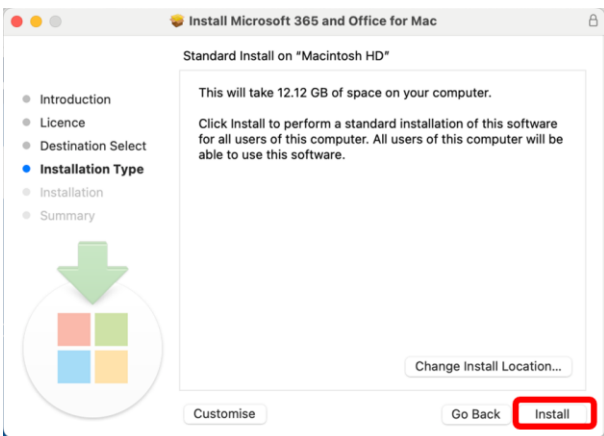 Install Microsoft 365 and Office for Mac
Standard Install on “Macintosh HD”
Introduction
Licence
Destination Select
Installation Type
Installation
Summary
This will take 12.12 GB of space on your computer.
Click Install to perform a standard installation of this software
for all users of this computer. All users of this computer will be
able to use this software.
Change Install Location...
Customise
Go Back
Install